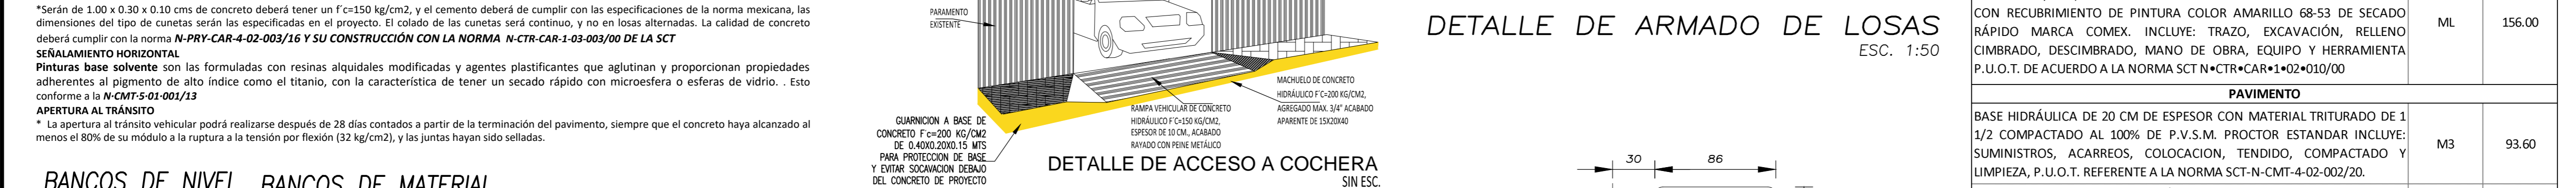 *Serán de 1.00 x 0.30 x 0.10 cms de concreto deberá tener un f´c=150 kg/cm2, y el cemento deberá de cumplir con las especificaciones de la norma mexicana, las
dimensiones del tipo de cunetas serán las especificadas en el proyecto. El colado de las cunetas será continuo, y no en losas alternadas. La calidad de concreto
deberá cumplir con la norma N-PRY-CAR-4-02-003/16 Y SU CONSTRUCCIÓN CON LA NORMA N-CTR-CAR-1-03-003/00 DE LA SCT
SEÑALAMIENTO HORIZONTAL
Pinturas base solvente son las formuladas con resinas alquidales modificadas y agentes plastificantes que aglutinan y proporcionan propiedades
adherentes al pigmento de alto índice como el titanio, con la característica de tener un secado rápido con microesfera o esferas de vidrio. . Esto
conforme a la N·CMT·5·01·001/13
APERTURA AL TRÁNSITO
* La apertura al tránsito vehicular podrá realizarse después de 28 días contados a partir de la terminación del pavimento, siempre que el concreto haya alcanzado al
menos el 80% de su módulo a la ruptura a la tensión por flexión (32 kg/cm2), y las juntas hayan sido selladas.
BANCOS DE NIVEL
BANCOS DE MATERIAL
PARAMENTO
EXISTENTE
GUARNICION A BASE DE
CONCRETO F´c=200 KG/CM2
DE 0.40X0.20X0.15 MTS
PARA PROTECCION DE BASE
Y EVITAR SOCAVACION DEBAJO
DEL CONCRETO DE PROYECTO
RAMPA VEHICULAR DE CONCRETO
HIDRÁULICO F´C=150 KG/CM2,
ESPESOR DE 10 CM., ACABADO
RAYADO CON PEINE METÁLICO
MACHUELO DE CONCRETO
HIDRÁULICO F´C=200 KG/CM2,
AGREGADO MAX. 3/4" ACABADO
APARENTE DE 15X20X40
DETALLE DE ACCESO A COCHERA
SIN ESC.
DETALLE DE ARMADO DE LOSAS
ESC. 1:50
30
86
CON RECUBRIMIENTO DE PINTURA COLOR AMARILLO 68-53 DE SECADO
RÁPIDO MARCA COMEX. INCLUYE: TRAZO, EXCAVACIÓN, RELLENO
CIMBRADO, DESCIMBRADO, MANO DE OBRA, EQUIPO Y HERRAMIENTA
P.U.O.T. DE ACUERDO A LA NORMA SCT N•CTR•CAR•1•02•010/00
ML
156.00
PAVIMENTO
BASE HIDRÁULICA DE 20 CM DE ESPESOR CON MATERIAL TRITURADO DE 1
1/2 COMPACTADO AL 100% DE P.V.S.M. PROCTOR ESTANDAR INCLUYE:
SUMINISTROS, ACARREOS, COLOCACION, TENDIDO, COMPACTADO Y
LIMPIEZA, P.U.O.T. REFERENTE A LA NORMA SCT-N-CMT-4-02-002/20.
M3
93.60